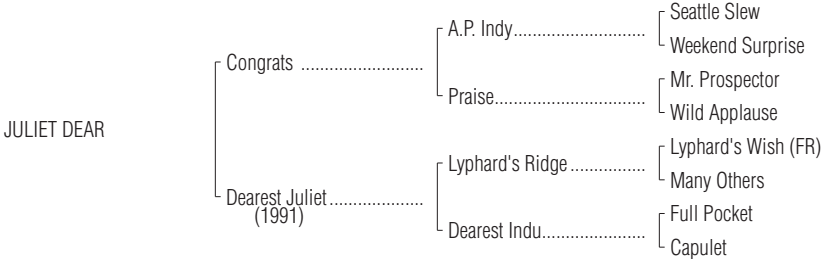 Seattle Slew
A.P. Indy..............................
Weekend Surprise
Congrats ..........................
Mr. Prospector
Praise................................
Wild Applause
JULIET DEAR
Lyphard's Wish (FR)
Lyphard's Ridge ................
Many Others
Dearest Juliet....................
(1991)
Full Pocket
Dearest Indu......................
Capulet